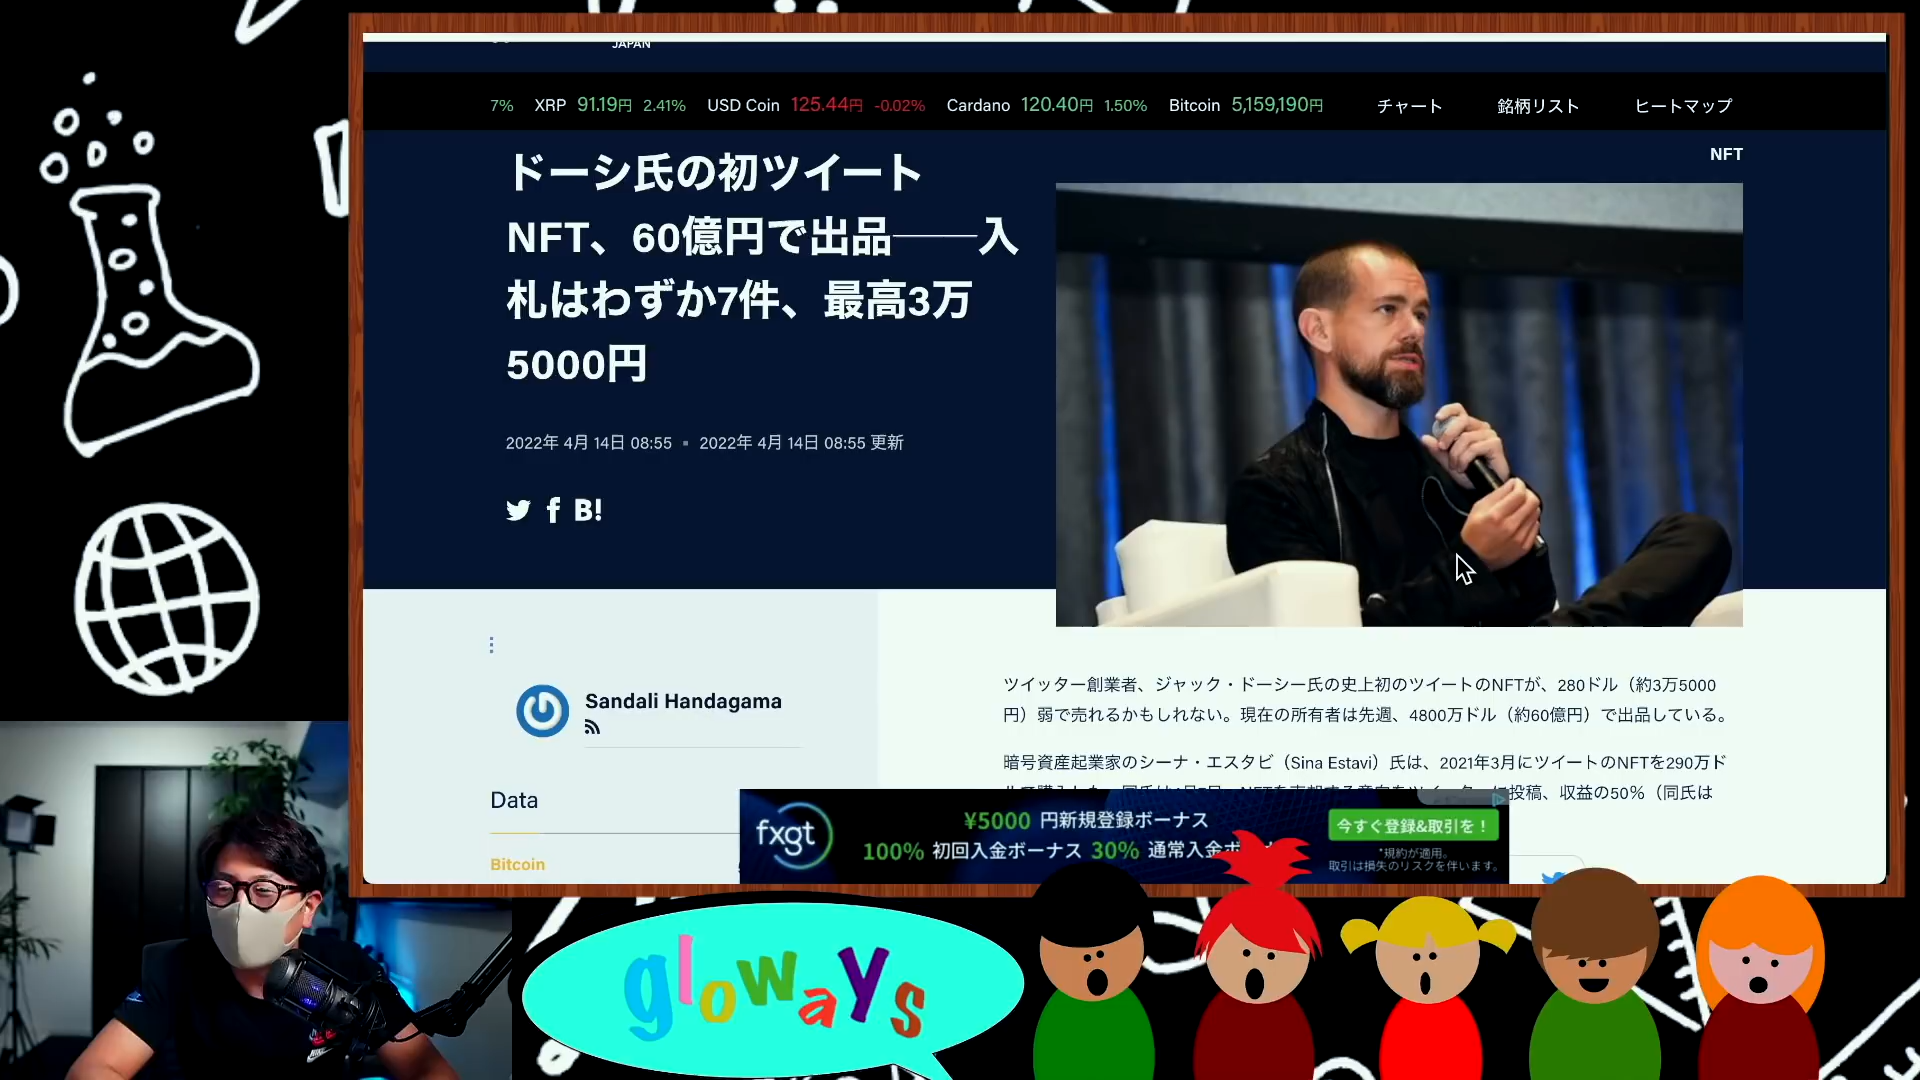 JAPAN
7% XRP 91.19円 2.41% USD Coin 125.44円 -0.02% Cardano 120.40円 1.50% Bitcoin 5,159,190円 チャート 銘柄リスト ヒートマップ
NFT
ドーシ氏の初ツイート
NFT、60億円で出品──入
札はわずか7件、最高3万
5000円
2022年 4月 14日 08:55 ▪ 2022年 4月 14日 08:55 更新
B!
Sandali Handagama
Data
Bitcoin
ツイッター創業者、ジャック・ドーシー氏の史上初のツイートのNFTが、280ドル（約3万5000
円）弱で売れるかもしれない。現在の所有者は先週、4800万ドル（約60億円）で出品している。
暗号資産起業家のシーナ・エスタビ（Sina Estavi）氏は、2021年3月にツイートのNFTを290万ド
投稿、収益の50%（同氏は
fxgt
¥5000 円新規登録ボーナス
100% 初回入金ボーナス 30% 通常入金ボ
今すぐ登録&取引を！
*規約が適用。
取引は損失のリスクを伴います。
gloways